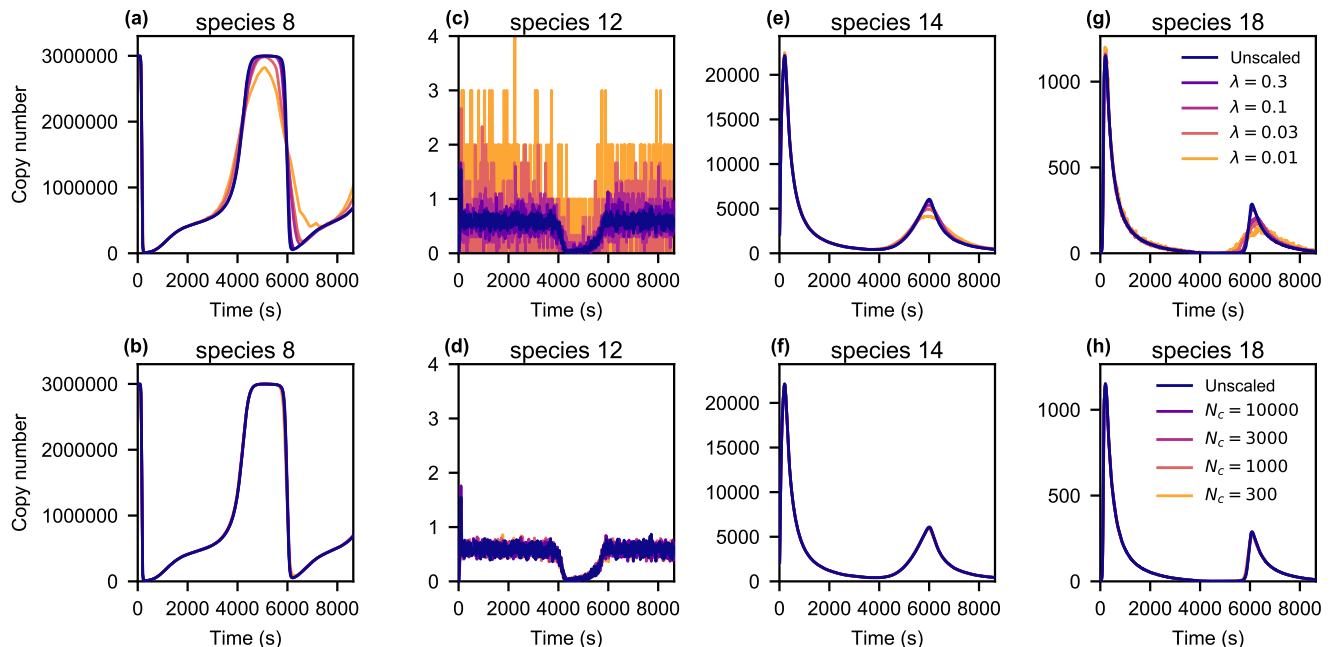 (a) species 8
Copy number
3000000
2000000
1000000
0
0 2000 4000 6000 8000
Time (s)
(c) species 12
4
3
2
1
0
0 2000 4000 6000 8000
Time (s)
(e) species 14
20000
15000
10000
5000
0
0 2000 4000 6000 8000
Time (s)
(g) species 18
1000
500
0
0 2000 4000 6000 8000
Time (s)
Unscaled
λ = 0.3
λ = 0.1
λ = 0.03
λ = 0.01
(b) species 8
Copy number
3000000
2000000
1000000
0
0 2000 4000 6000 8000
Time (s)
(d) species 12
4
3
2
1
0
0 2000 4000 6000 8000
Time (s)
(f) species 14
20000
15000
10000
5000
0
0 2000 4000 6000 8000
Time (s)
(h) species 18
1000
500
0
0 2000 4000 6000 8000
Time (s)
Unscaled
N_c = 10000
N_c = 3000
N_c = 1000
N_c = 300